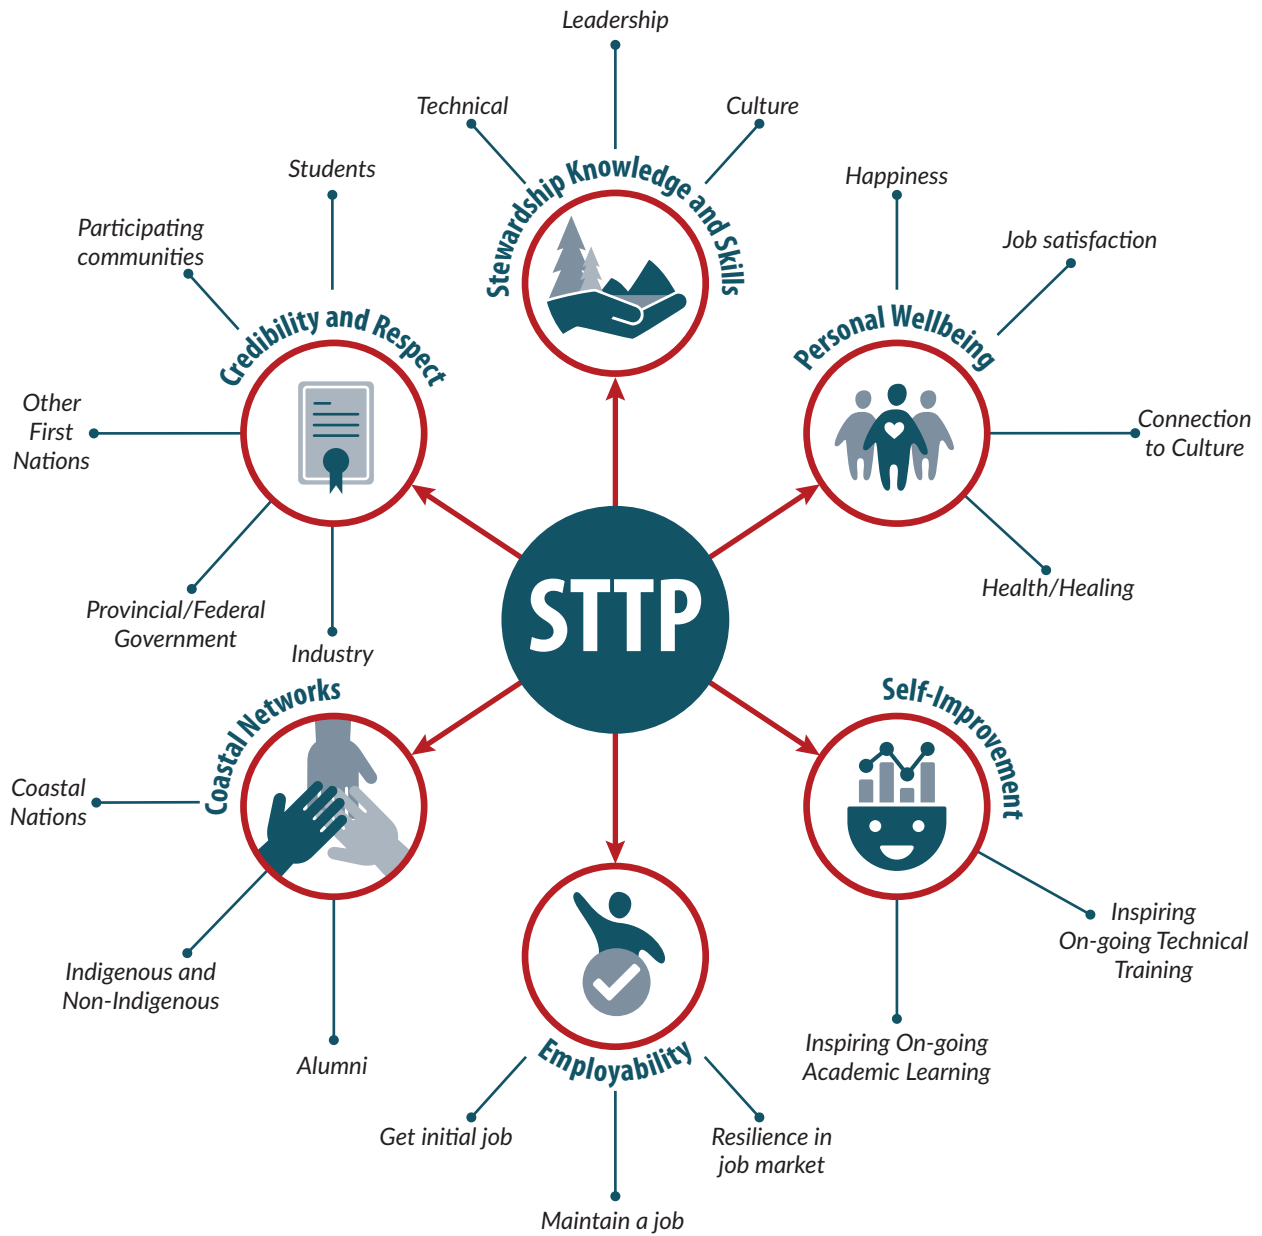 Leadership
Technical
Culture
Stewardship Knowledge and Skills
Students
Participating
communities
Credibility and Respect
Other
First
Nations
Provincial/Federal
Government
Industry
Happiness
Job satisfaction
Personal Wellbeing
Connection
to Culture
Health/Healing
STTP
Coastal Networks
Coastal
Nations
Indigenous and
Non-Indigenous
Alumni
Self-Improvement
Inspiring
On-going Technical
Training
Inspiring On-going
Academic Learning
Employability
Get initial job
Maintain a job
Resilience in
job market